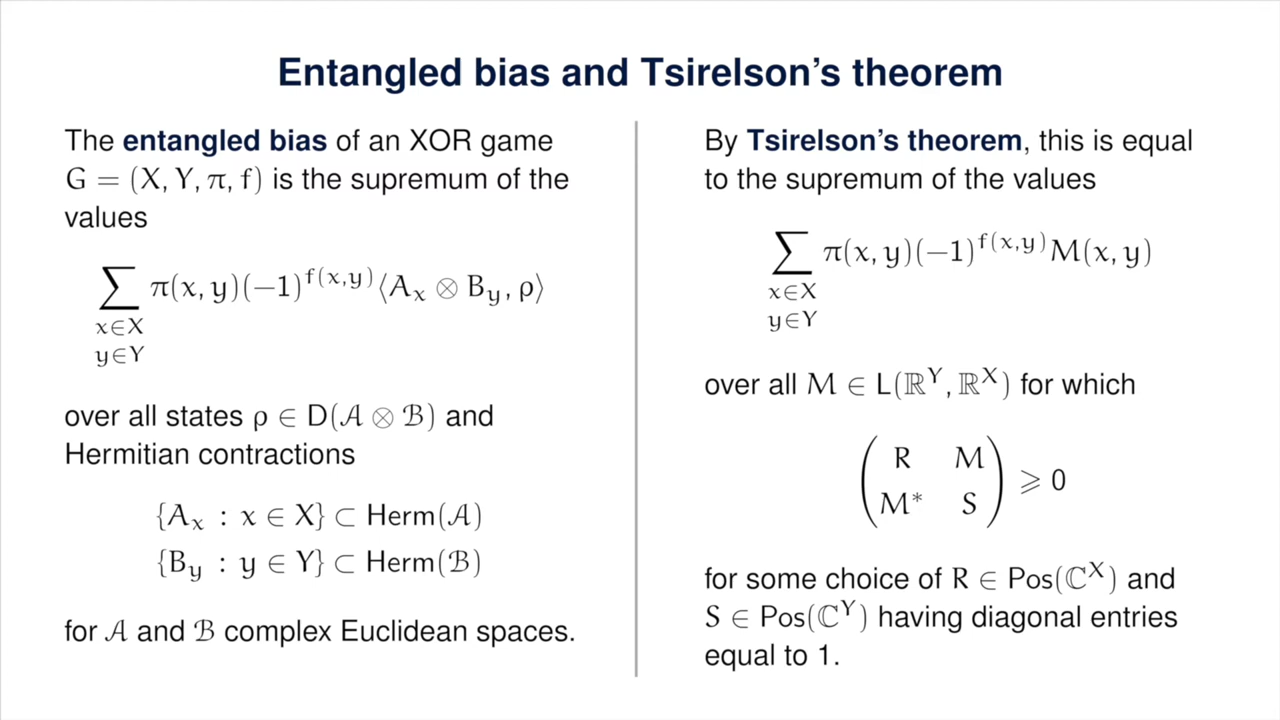 Entangled bias and Tsirelson's theorem
The entangled bias of an XOR game
G = (X, Y, π, f) is the supremum of the
values
∑ π(x, y)(−1)^{f(x,y)} ⟨A_x ⊗ B_y, ρ⟩
x∈X
y∈Y
over all states ρ ∈ D(𝒜 ⊗ ℬ) and
Hermitian contractions
{A_x : x ∈ X} ⊂ Herm(𝒜)
{B_y : y ∈ Y} ⊂ Herm(ℬ)
for 𝒜 and ℬ complex Euclidean spaces.
By Tsirelson's theorem, this is equal
to the supremum of the values
∑ π(x, y)(−1)^{f(x,y)} M(x, y)
x∈X
y∈Y
over all M ∈ L(ℝ^Y, ℝ^X) for which
( R M
M* S ) ⩾ 0
for some choice of R ∈ Pos(ℂ^X) and
S ∈ Pos(ℂ^Y) having diagonal entries
equal to 1.